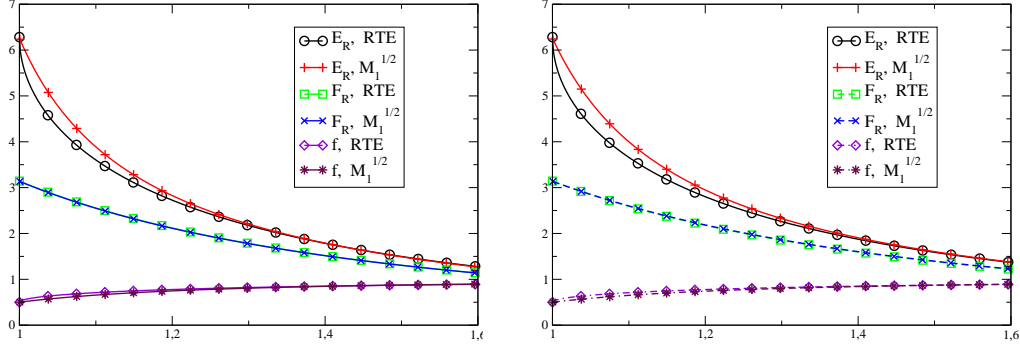 7
6
5
4
3
2
1
0
1
1,2
1,4
1,6
E_R, RTE
E_R, M_1^{1/2}
F_R, RTE
F_R, M_1^{1/2}
f, RTE
f, M_1^{1/2}
7
6
5
4
3
2
1
0
1
1,2
1,4
1,6
E_R, RTE
E_R, M_1^{1/2}
F_R, RTE
F_R, M_1^{1/2}
f, RTE
f, M_1^{1/2}